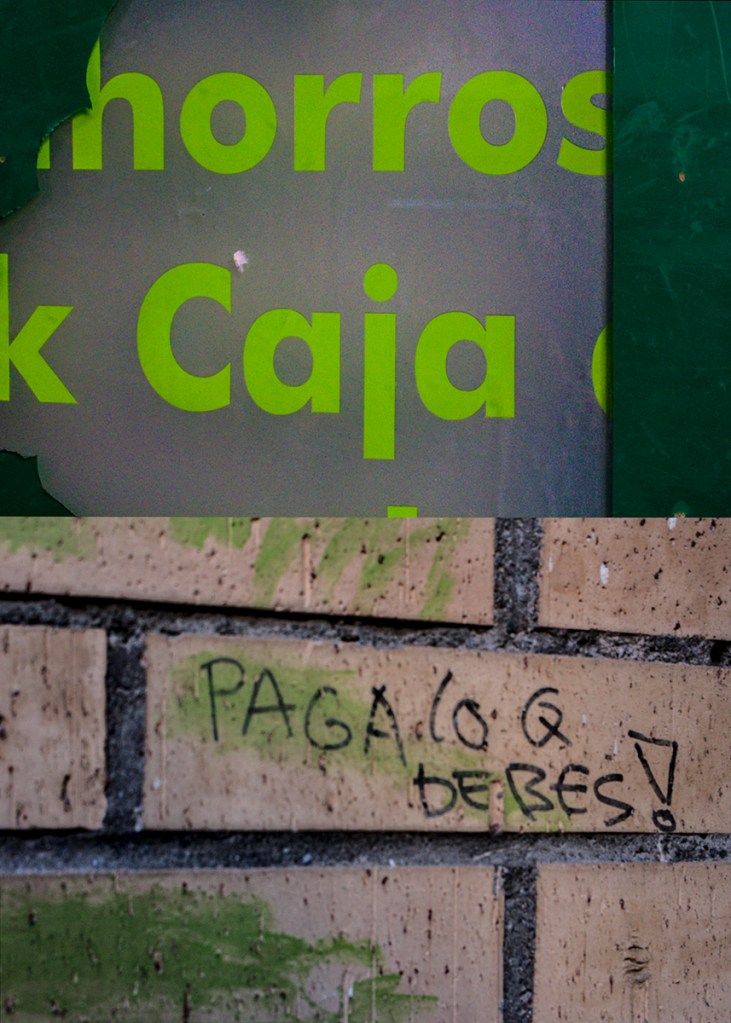 horros
k Caja
PAGA LO Q
DEBES!